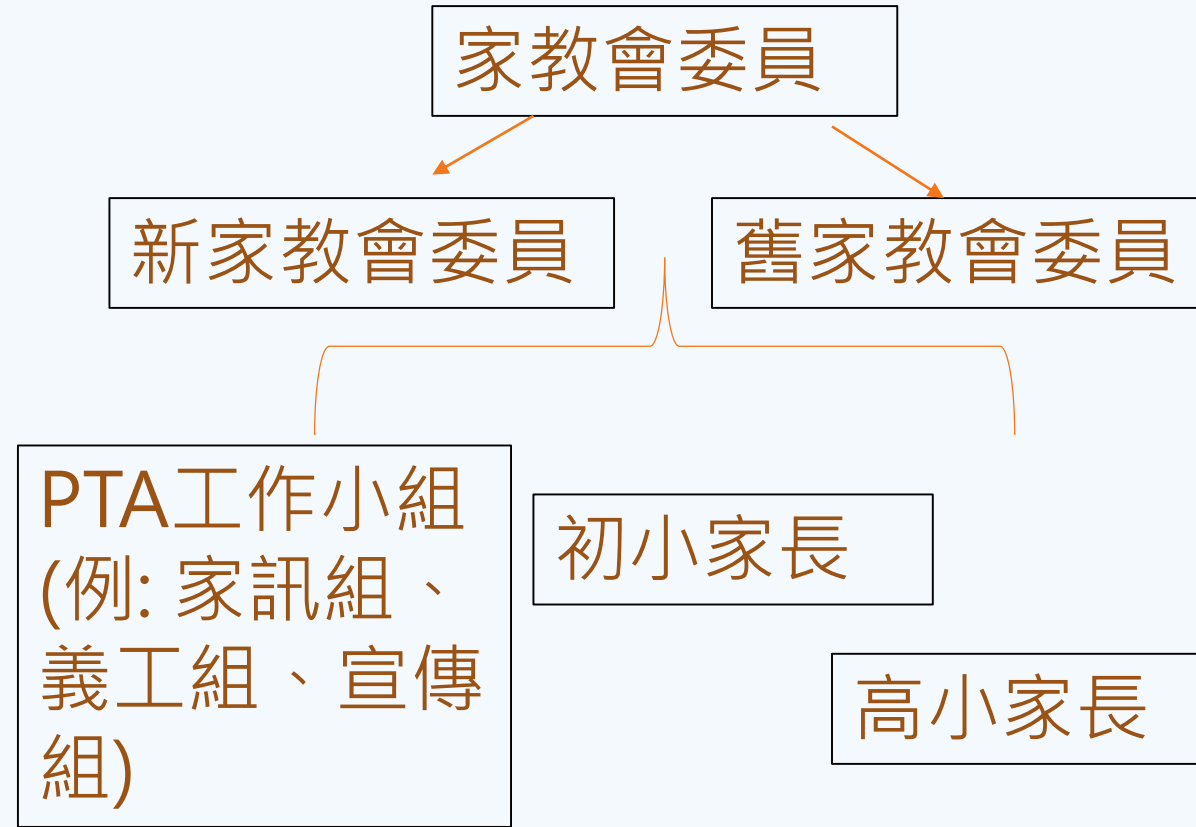 家教會委員
新家教會委員
舊家教會委員
PTA工作小組
(例: 家訊組、
義工組、宣傳
組)
初小家長
高小家長